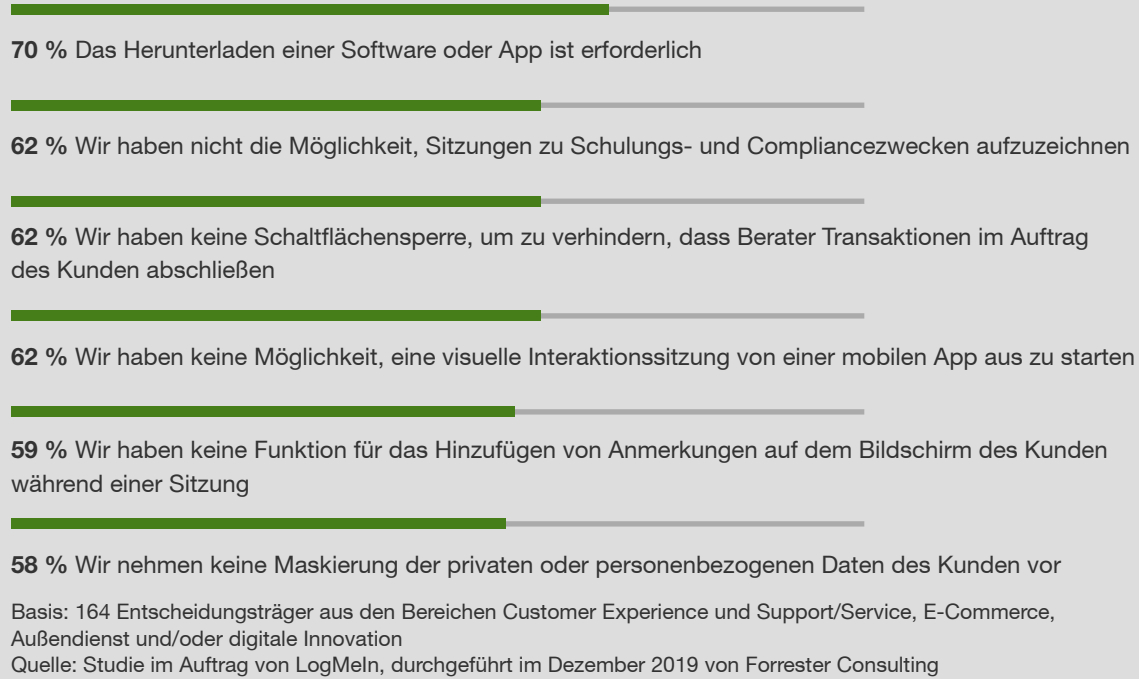 70 % Das Herunterladen einer Software oder App ist erforderlich
62 % Wir haben nicht die Möglichkeit, Sitzungen zu Schulungs- und Compliancezwecken aufzuzeichnen
62 % Wir haben keine Schaltflächensperre, um zu verhindern, dass Berater Transaktionen im Auftrag
des Kunden abschließen
62 % Wir haben keine Möglichkeit, eine visuelle Interaktionssitzung von einer mobilen App aus zu starten
59 % Wir haben keine Funktion für das Hinzufügen von Anmerkungen auf dem Bildschirm des Kunden
während einer Sitzung
58 % Wir nehmen keine Maskierung der privaten oder personenbezogenen Daten des Kunden vor
Basis: 164 Entscheidungsträger aus den Bereichen Customer Experience und Support/Service, E-Commerce,
Außendienst und/oder digitale Innovation
Quelle: Studie im Auftrag von LogMeIn, durchgeführt im Dezember 2019 von Forrester Consulting